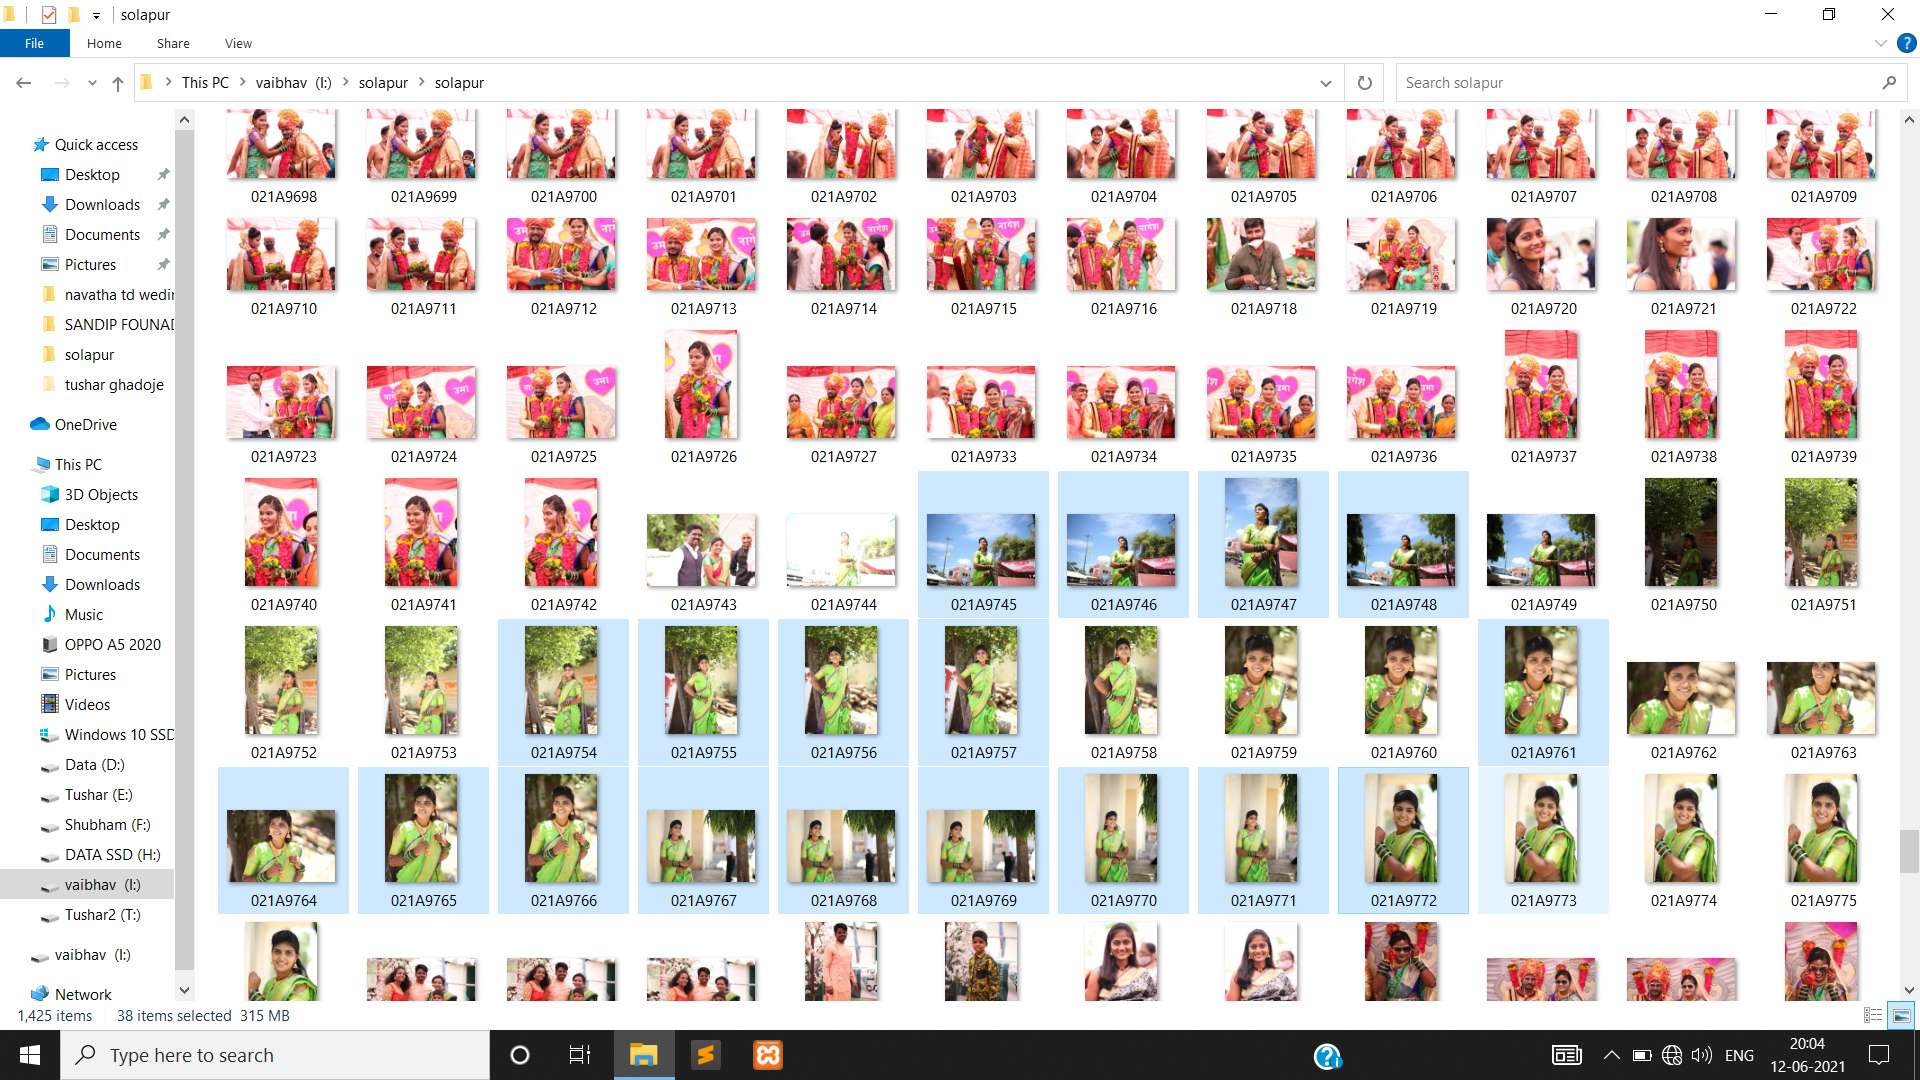 solapur
File Home Share View
This PC vaibhav (I:) solapur solapur
Search solapur
Quick access
Desktop
Downloads
Documents
Pictures
navatha td wedin
SANDIP FOUNAD
solapur
tushar ghadoje
OneDrive
This PC
3D Objects
Desktop
Documents
Downloads
Music
OPPO A5 2020
Pictures
Videos
Windows 10 SSD
Data (D:)
Tushar (E:)
Shubham (F:)
DATA SSD (H:)
vaibhav (I:)
Tushar2 (T:)
vaibhav (I:)
Network
021A9698 021A9699 021A9700 021A9701 021A9702 021A9703 021A9704 021A9705 021A9706 021A9707 021A9708 021A9709
021A9710 021A9711 021A9712 021A9713 021A9714 021A9715 021A9716 021A9718 021A9719 021A9720 021A9721 021A9722
उमा
021A9723 021A9724 021A9725 021A9726 021A9727 021A9733 021A9734 021A9735 021A9736 021A9737 021A9738 021A9739
021A9740 021A9741 021A9742 021A9743 021A9744 021A9745 021A9746 021A9747 021A9748 021A9749 021A9750 021A9751
021A9752 021A9753 021A9754 021A9755 021A9756 021A9757 021A9758 021A9759 021A9760 021A9761 021A9762 021A9763
021A9764 021A9765 021A9766 021A9767 021A9768 021A9769 021A9770 021A9771 021A9772 021A9773 021A9774 021A9775
1,425 items 38 items selected 315 MB
Type here to search
ENG
20:04
12-06-2021